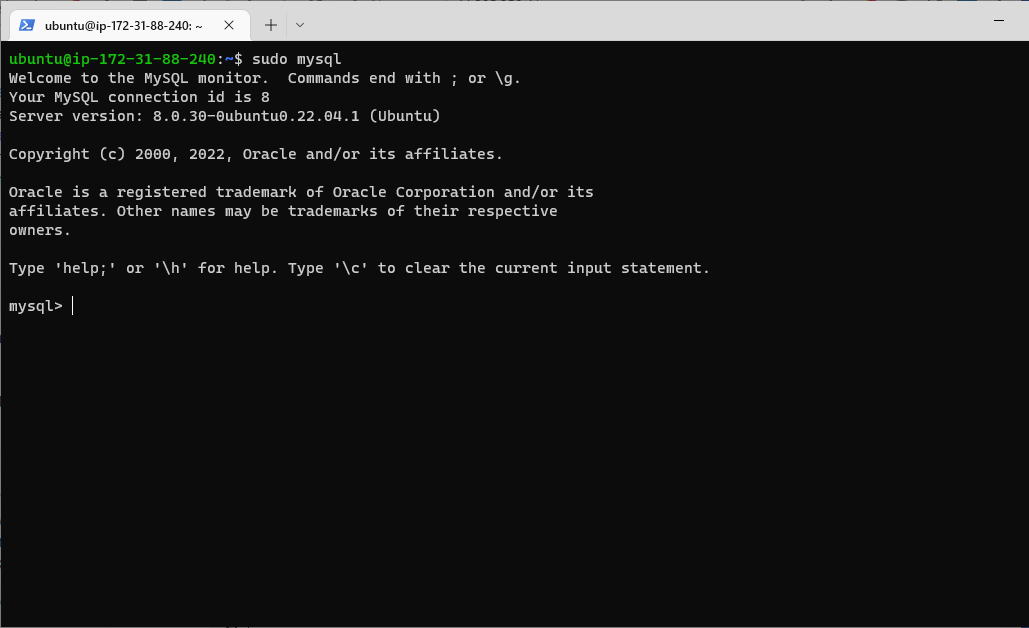 ubuntu@ip-172-31-88-240: ~
ubuntu@ip-172-31-88-240:~$ sudo mysql
Welcome to the MySQL monitor.  Commands end with ; or \g.
Your MySQL connection id is 8
Server version: 8.0.30-0ubuntu0.22.04.1 (Ubuntu)
Copyright (c) 2000, 2022, Oracle and/or its affiliates.
Oracle is a registered trademark of Oracle Corporation and/or its
affiliates. Other names may be trademarks of their respective
owners.
Type 'help;' or '\h' for help. Type '\c' to clear the current input statement.
mysql>